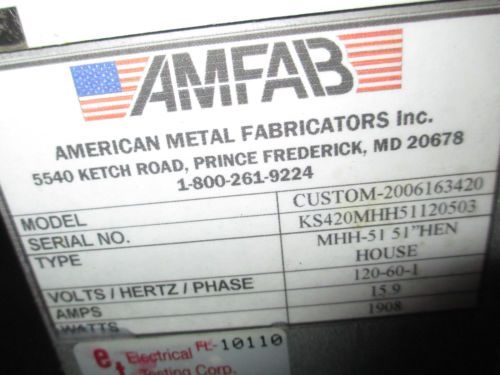 AMFAB
AMERICAN METAL FABRICATORS Inc.
5540 KETCH ROAD, PRINCE FREDERICK, MD 20678
1-800-261-9224
MODEL CUSTOM-2006163420
SERIAL NO. KS420MHH51120503
TYPE MHH-51 51"HEN
HOUSE
VOLTS / HERTZ / PHASE 120-60-1
AMPS 15.9
WATTS 1908
et Electrical FL-10110
Testing Corp.